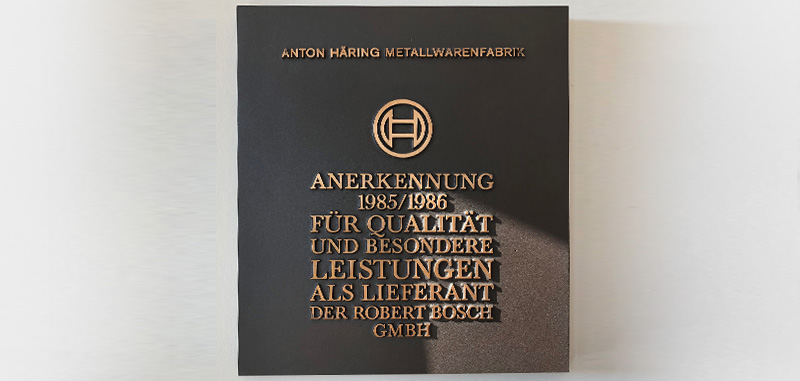 ANTON HÄRING METALLWARENFABRIK
ANERKENNUNG
1985/1986
FÜR QUALITÄT
UND BESONDERE
LEISTUNGEN
ALS LIEFERANT
DER ROBERT BOSCH
GMBH